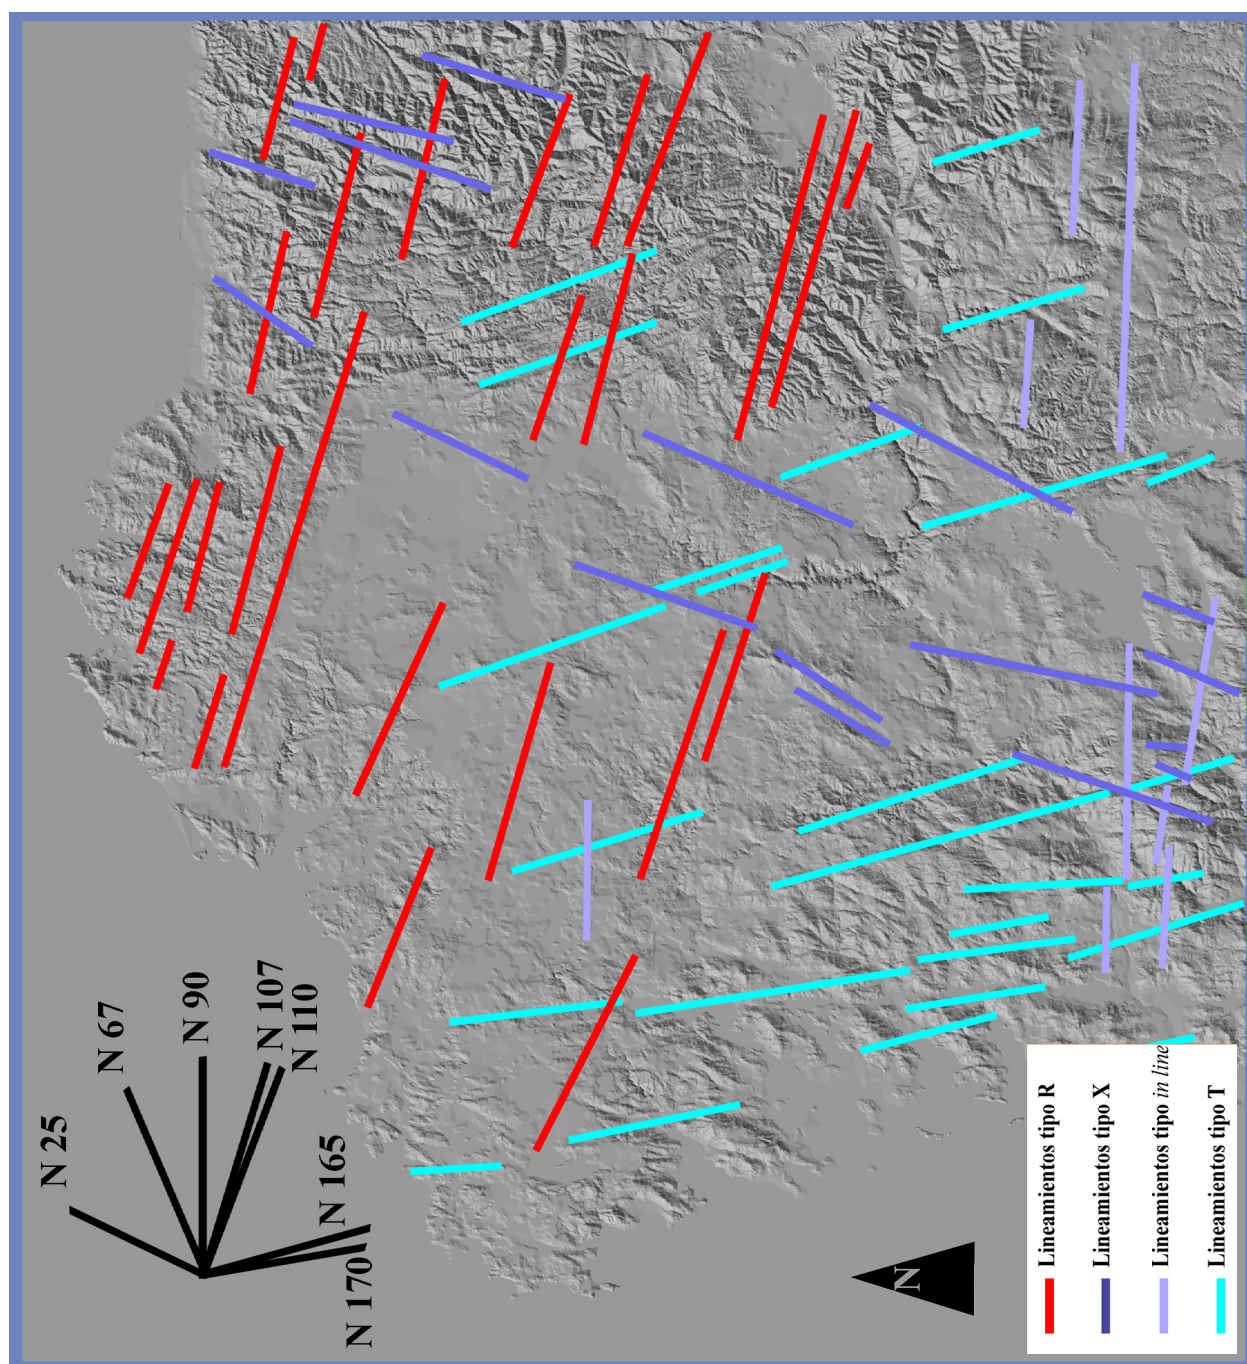 N 25
N 67
N 90
N 107
N 110
N 165
N 170
N
Lineamientos tipo R
Lineamientos tipo X
Lineamientos tipo in line
Lineamientos tipo T